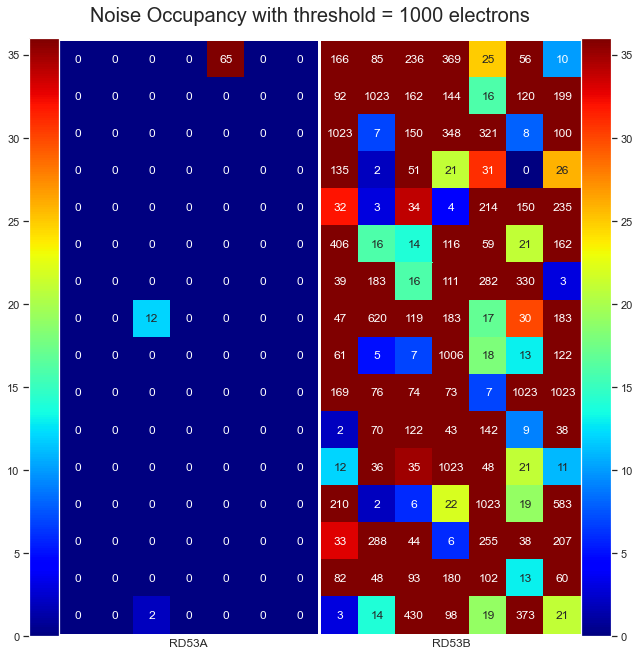 Noise Occupancy with threshold = 1000 electrons
35 0 0 0 0 65 0 0 166 85 236 369 25 56 10 35
0 0 0 0 0 0 0 92 1023 162 144 16 120 199
30 0 0 0 0 0 0 0 1023 7 150 348 321 8 100 30
0 0 0 0 0 0 0 135 2 51 21 31 0 26
25 0 0 0 0 0 0 0 32 3 34 4 214 150 235 25
0 0 0 0 0 0 0 406 16 14 116 59 21 162
20 0 0 0 0 0 0 0 39 183 16 111 282 330 3 20
0 0 12 0 0 0 0 47 620 119 183 17 30 183
15 0 0 0 0 0 0 0 61 5 7 1006 18 13 122 15
0 0 0 0 0 0 0 169 76 74 73 7 1023 1023
0 0 0 0 0 0 0 2 70 122 43 142 9 38
10 0 0 0 0 0 0 0 12 36 35 1023 48 21 11 10
0 0 0 0 0 0 0 210 2 6 22 1023 19 583
5 0 0 0 0 0 0 0 33 288 44 6 255 38 207 5
0 0 0 0 0 0 0 82 48 93 180 102 13 60
0 0 2 0 0 0 0 3 14 430 98 19 373 21
0 RD53A RD53B 0